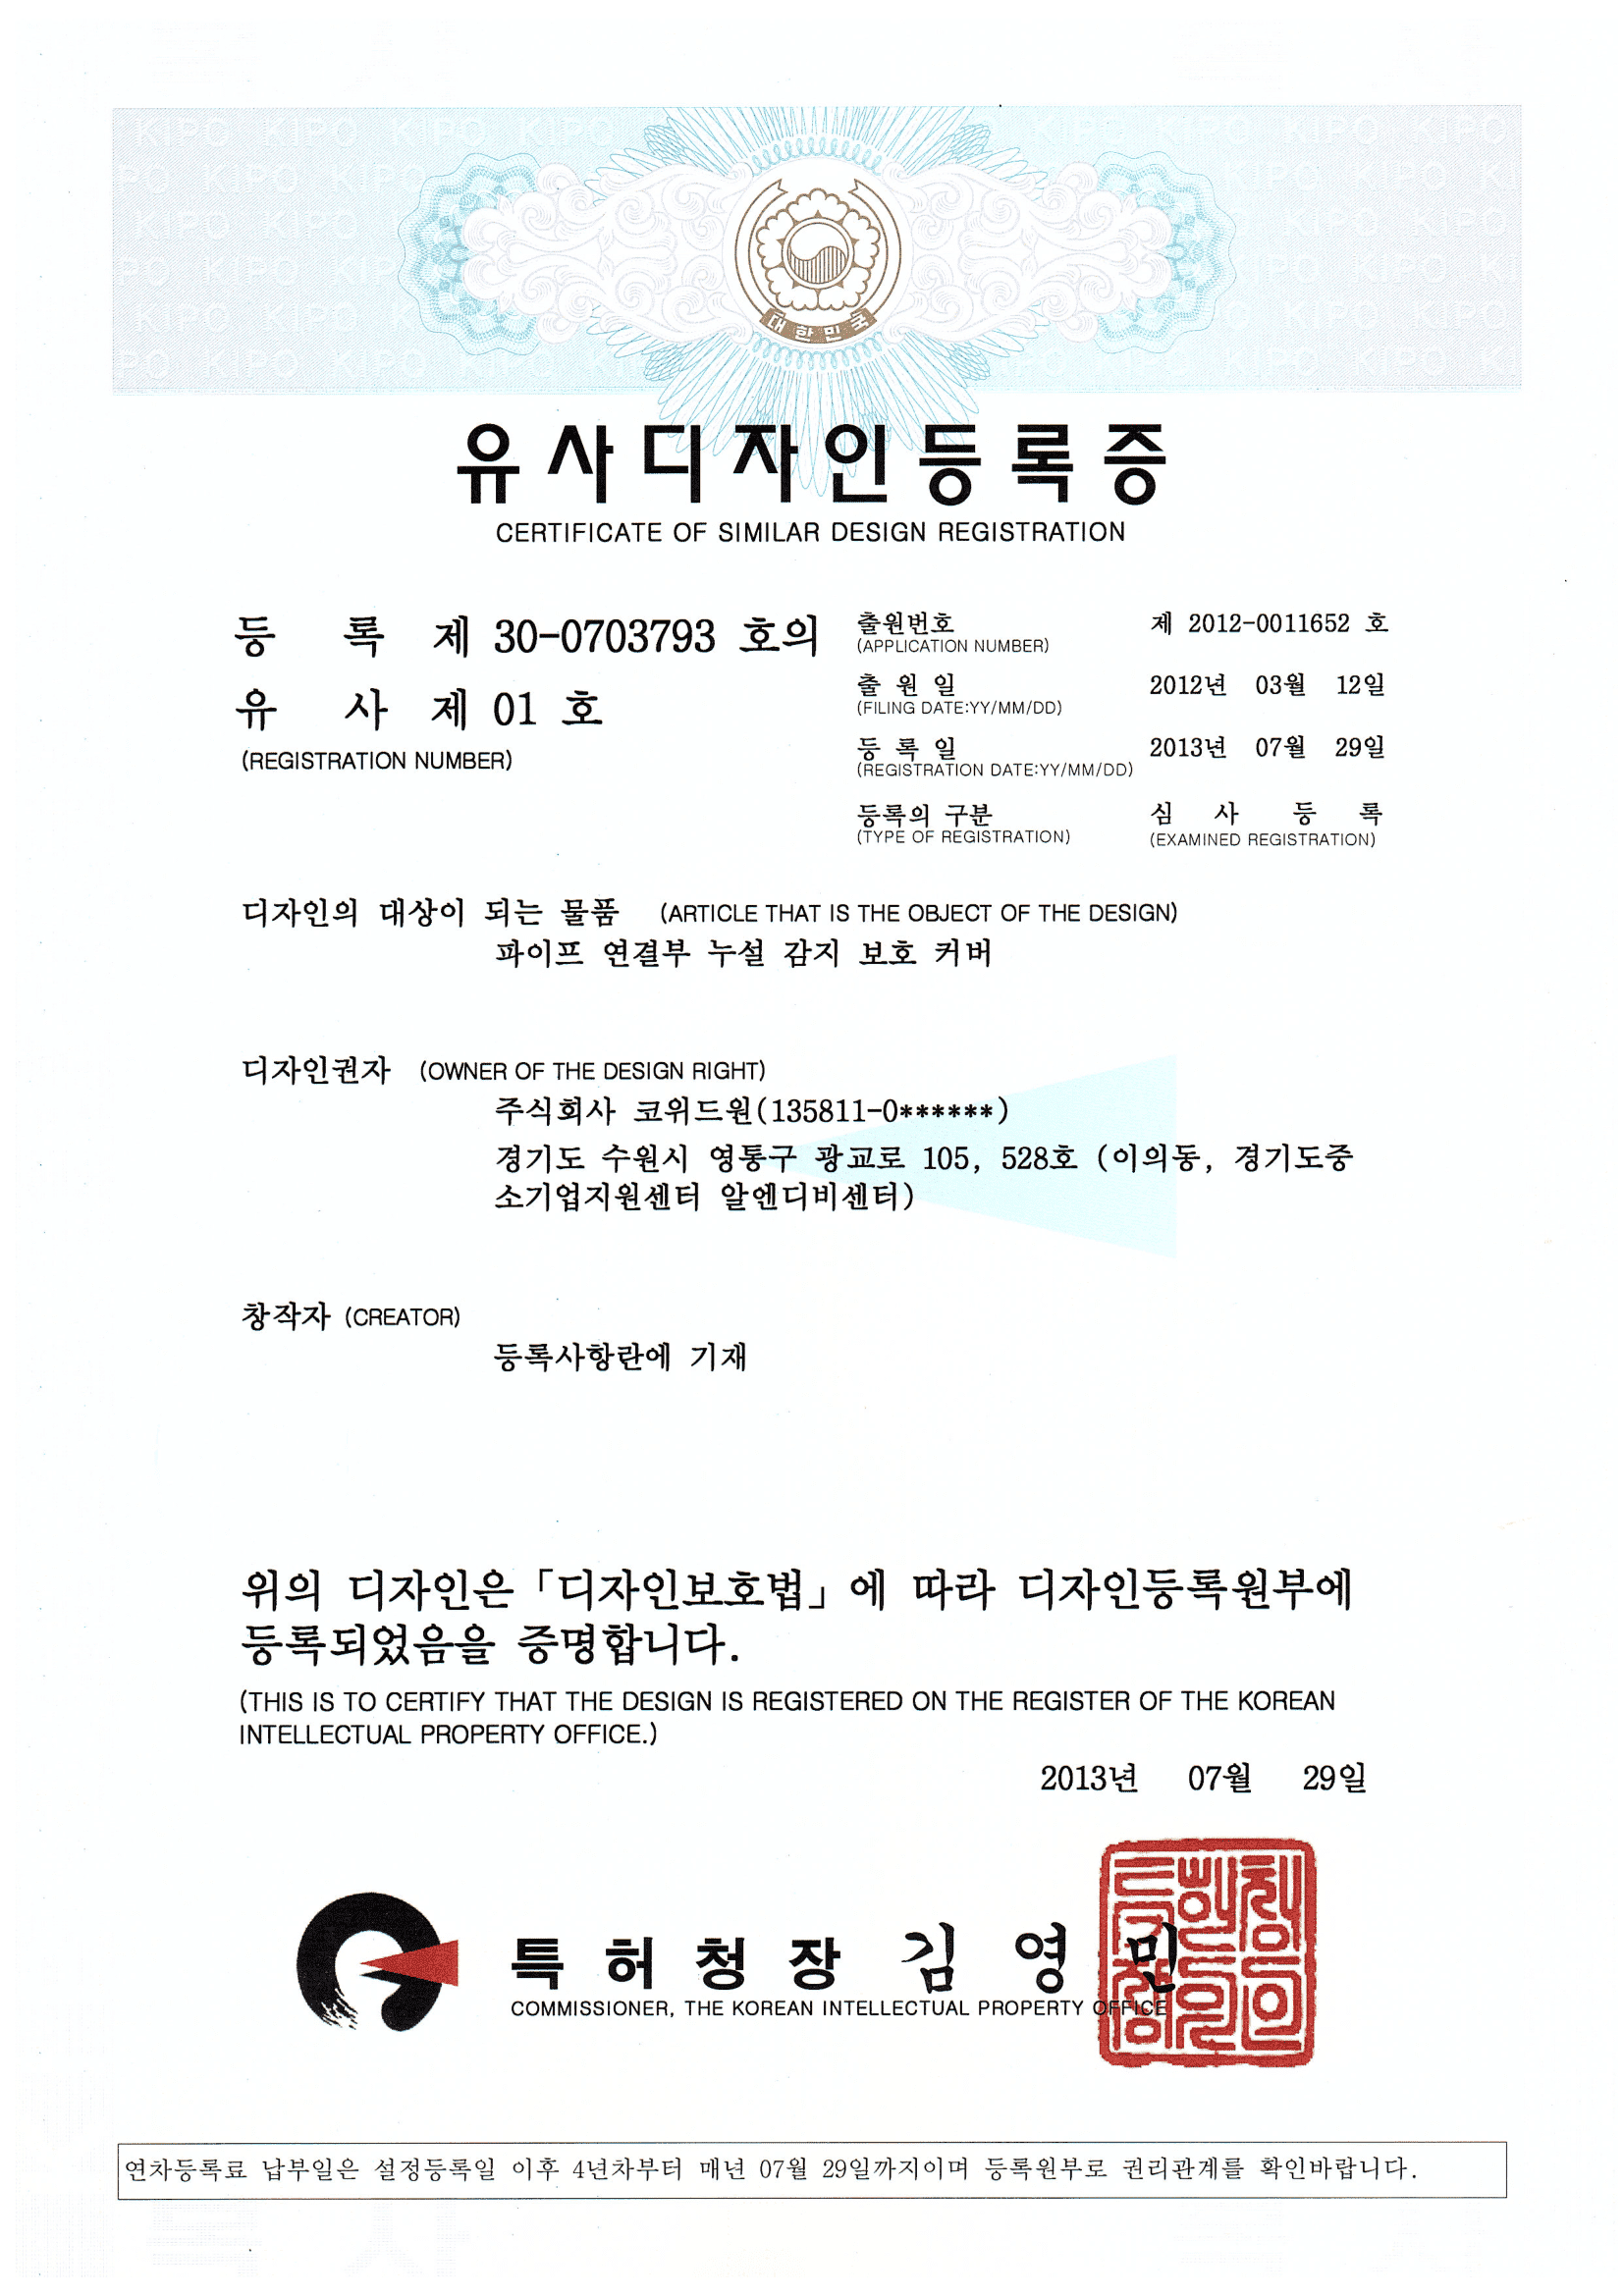 대한민국
유사디자인등록증
CERTIFICATE OF SIMILAR DESIGN REGISTRATION
등 록 제 30-0703793 호의
유 사 제 01 호
(REGISTRATION NUMBER)
출원번호 제 2012-0011652 호
(APPLICATION NUMBER)
출 원 일 2012년 03월 12일
(FILING DATE:YY/MM/DD)
등 록 일 2013년 07월 29일
(REGISTRATION DATE:YY/MM/DD)
등록의 구분 심 사 등 록
(TYPE OF REGISTRATION) (EXAMINED REGISTRATION)
디자인의 대상이 되는 물품 (ARTICLE THAT IS THE OBJECT OF THE DESIGN)
파이프 연결부 누설 감지 보호 커버
디자인권자 (OWNER OF THE DESIGN RIGHT)
주식회사 코위드원(135811-0******)
경기도 수원시 영통구 광교로 105, 528호 (이의동, 경기도중
소기업지원센터 알엔디비센터)
창작자 (CREATOR)
등록사항란에 기재
위의 디자인은「디자인보호법」에 따라 디자인등록원부에
등록되었음을 증명합니다.
(THIS IS TO CERTIFY THAT THE DESIGN IS REGISTERED ON THE REGISTER OF THE KOREAN
INTELLECTUAL PROPERTY OFFICE.)
2013년 07월 29일
특허청장 김영민
COMMISSIONER, THE KOREAN INTELLECTUAL PROPERTY OFFICE
연차등록료 납부일은 설정등록일 이후 4년차부터 매년 07월 29일까지이며 등록원부로 권리관계를 확인바랍니다.